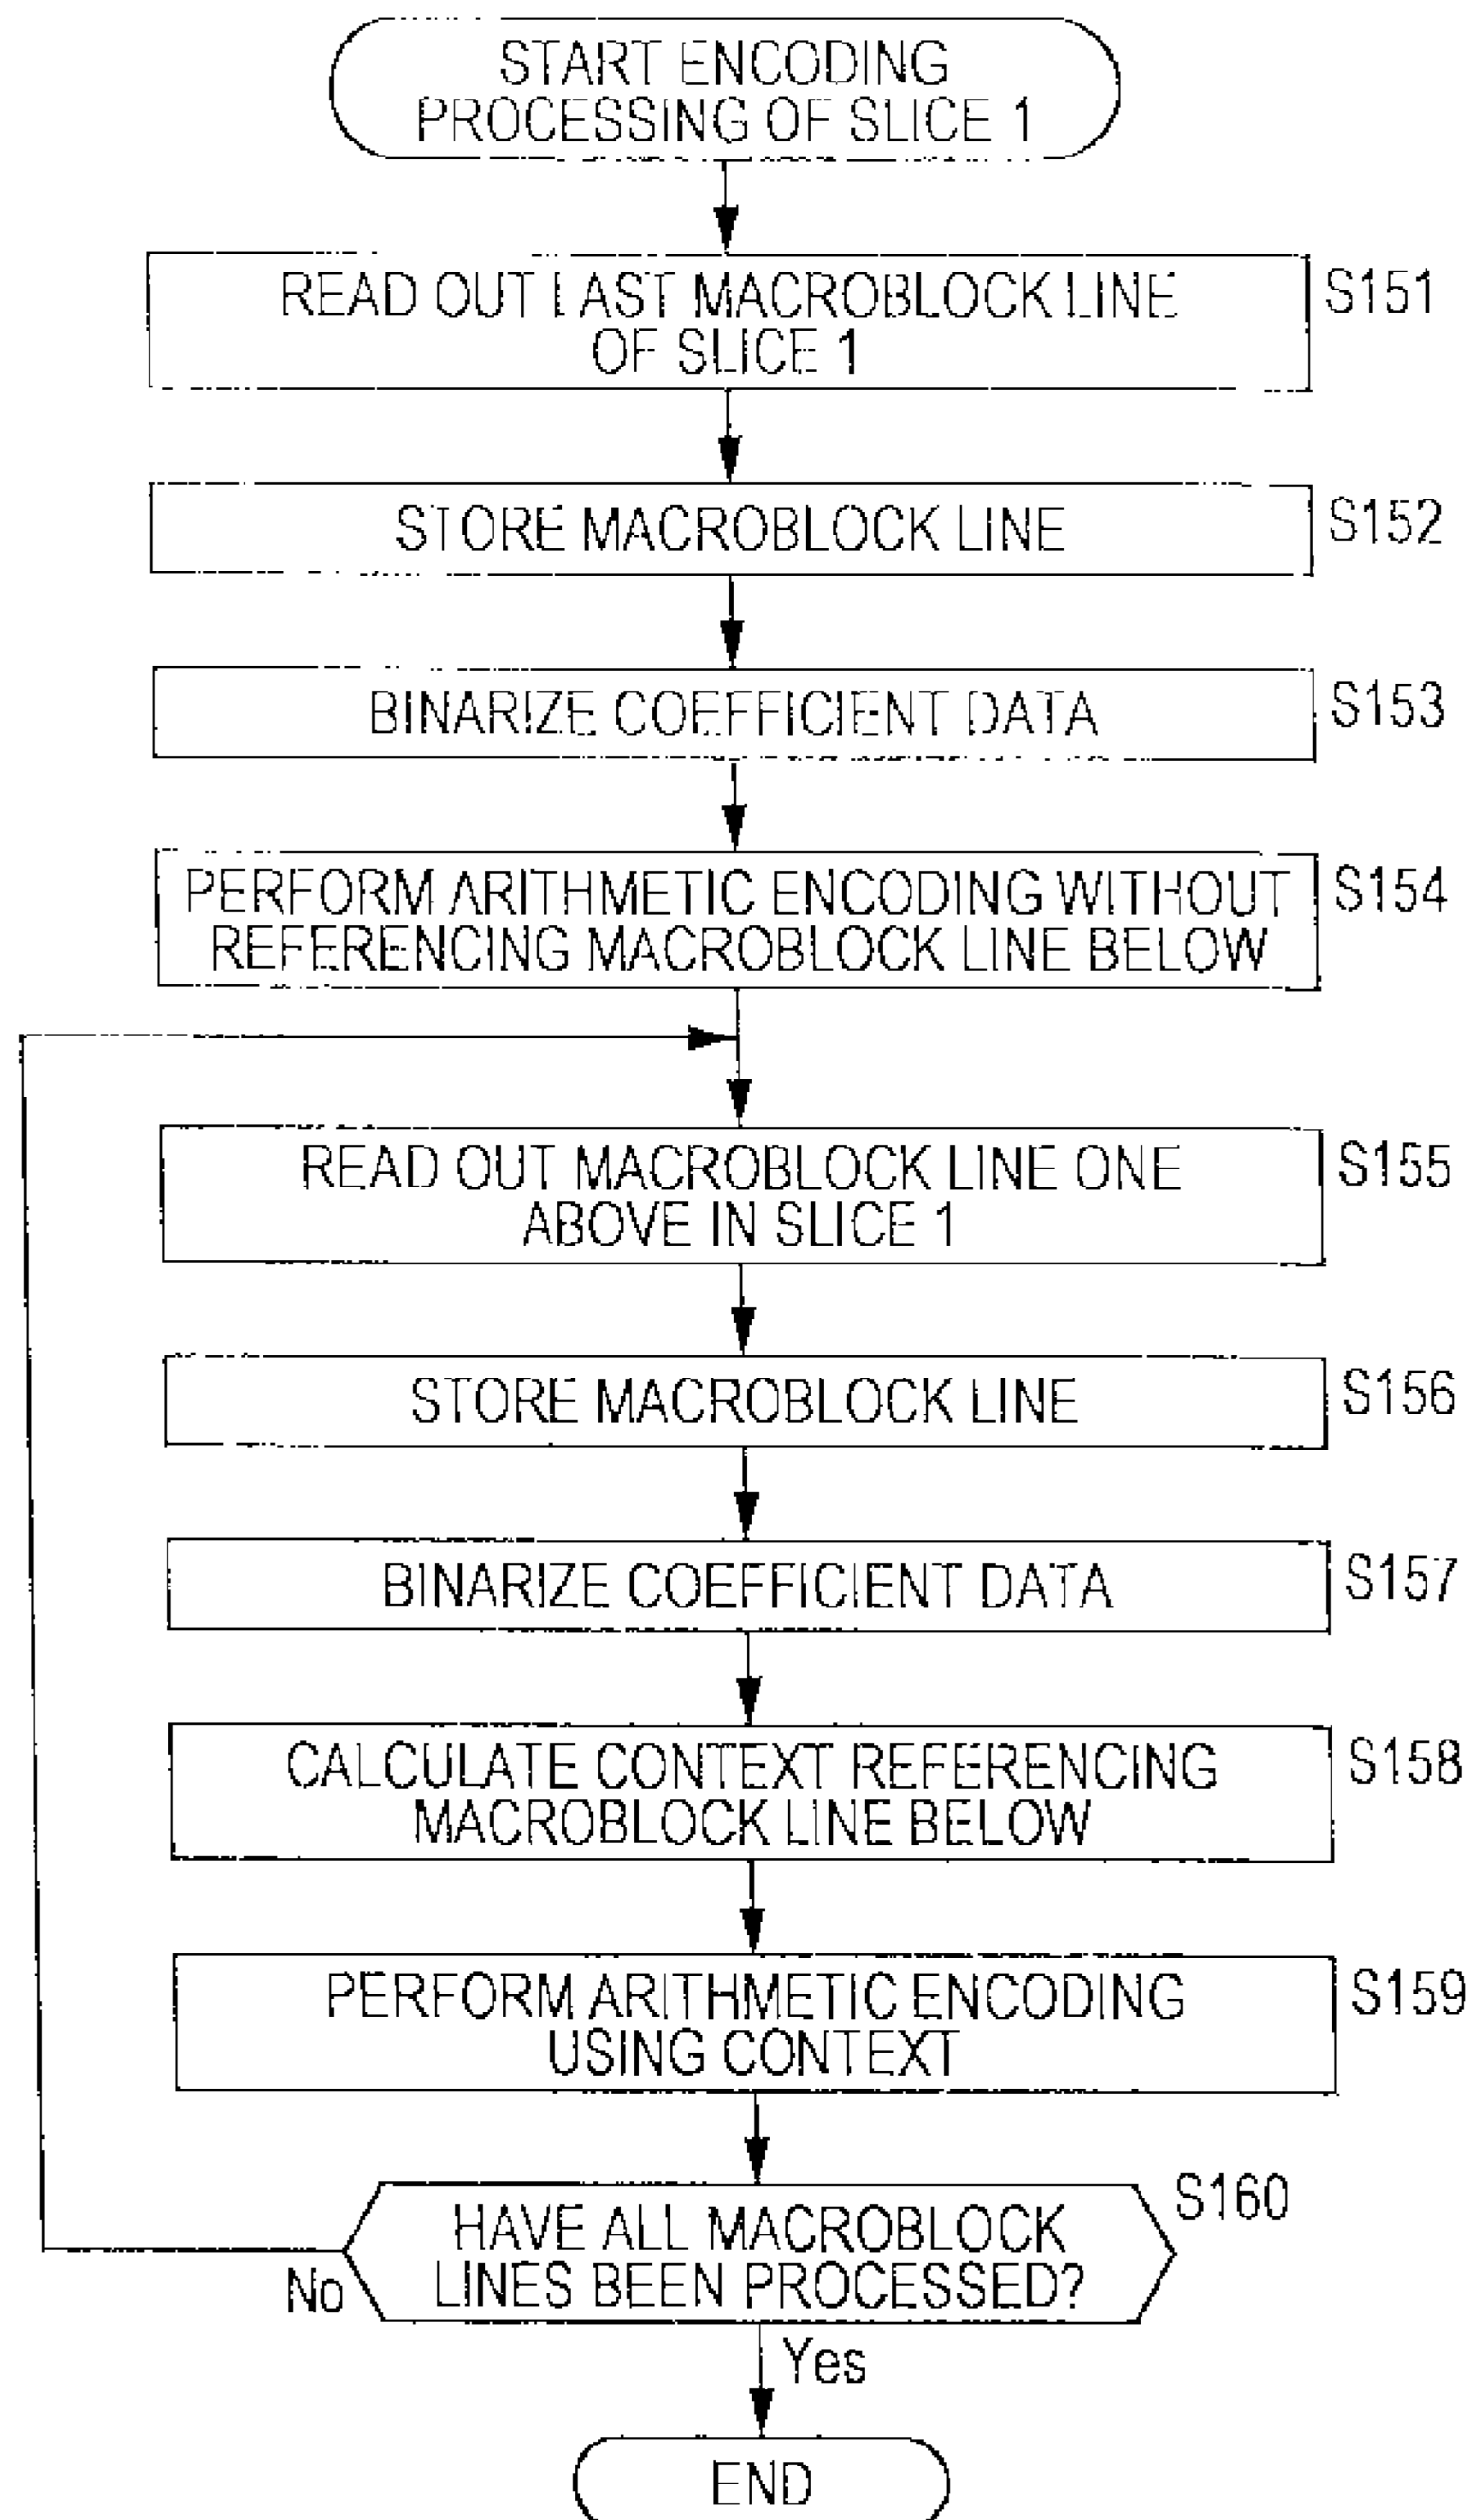 START ENCODING
PROCESSING OF SLICE 1
READ OUT LAST MACROBLOCK LINE
OF SLICE 1
S151
STORE MACROBLOCK LINE
S152
BINARIZE COEFFICIENT DATA
S153
PERFORM ARITHMETIC ENCODING WITHOUT
REFERENCING MACROBLOCK LINE BELOW
S154
READ OUT MACROBLOCK LINE ONE
ABOVE IN SLICE 1
S155
STORE MACROBLOCK LINE
S156
BINARIZE COEFFICIENT DATA
S157
CALCULATE CONTEXT REFERENCING
MACROBLOCK LINE BELOW
S158
PERFORM ARITHMETIC ENCODING
USING CONTEXT
S159
HAVE ALL MACROBLOCK
LINES BEEN PROCESSED?
S160
No
Yes
END